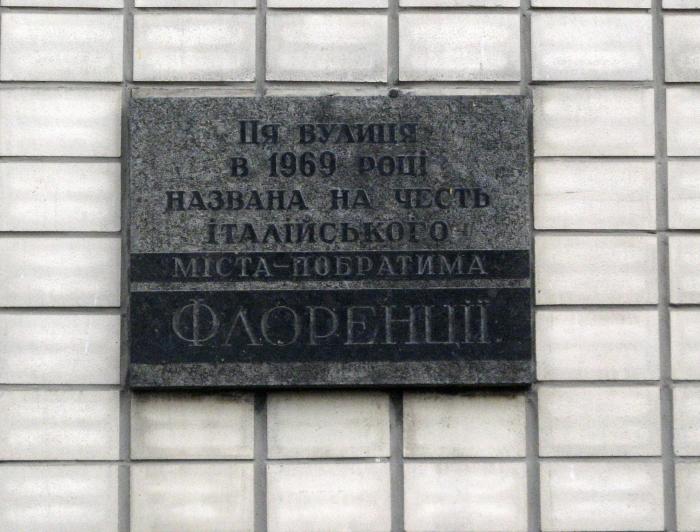 Ця вулиця
в 1969 році
названа на честь
італійського
міста-побратима
Флоренції